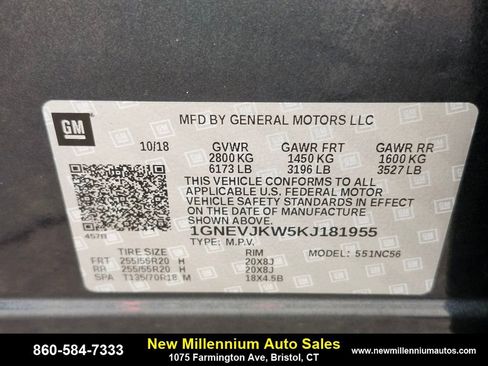 GM
MFD BY GENERAL MOTORS LLC
10/18 GVWR GAWR FRT GAWR RR
2800 KG 1450 KG 1600 KG
6173 LB 3196 LB 3527 LB
THIS VEHICLE CONFORMS TO ALL
APPLICABLE U.S. FEDERAL MOTOR
VEHICLE SAFETY STANDARDS IN EFFECT
ON THE DATE OF MANUFACTURE
SHOWN ABOVE.
1GNEVJKW5KJ181955
TYPE: M.P.V. MODEL: 551NC56
TIRE SIZE RIM
FRT 255/55R20 H 20X8J
RR 255/55R20 H 20X8J
SPA T135/70R18 M 18X4.5B
860-584-7333 New Millennium Auto Sales www.newmillenniumautos.com
1075 Farmington Ave, Bristol, CT